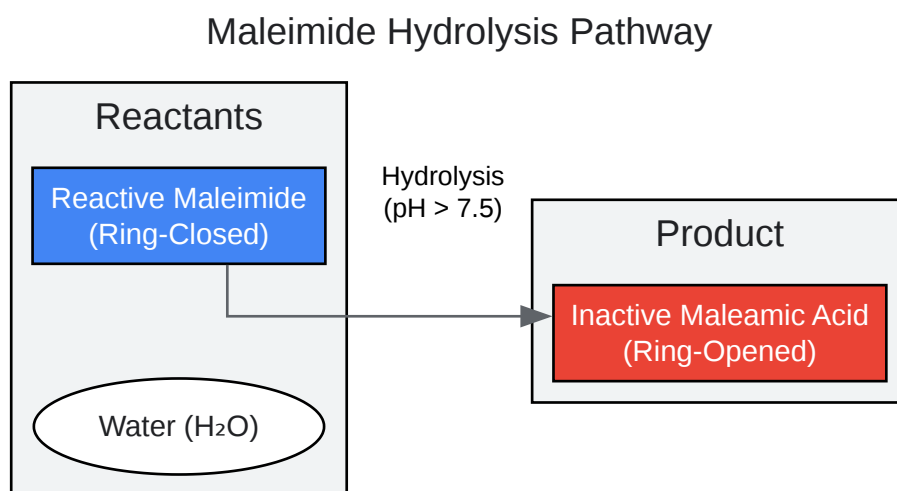 Maleimide Hydrolysis Pathway
Reactants
Reactive Maleimide
(Ring-Closed)
Hydrolysis
(pH > 7.5)
Product
Inactive Maleamic Acid
(Ring-Opened)
Water (H₂O)